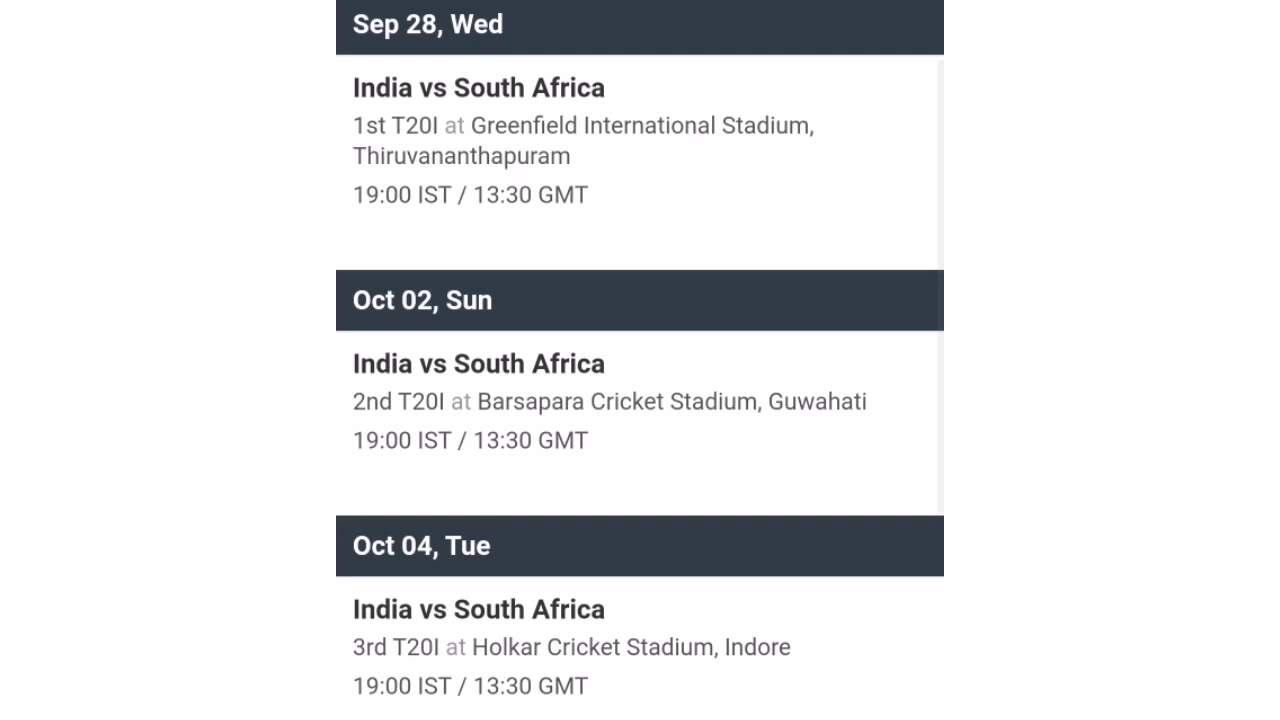 Sep 28, Wed
India vs South Africa
1st T20I at Greenfield International Stadium,
Thiruvananthapuram
19:00 IST / 13:30 GMT
Oct 02, Sun
India vs South Africa
2nd T20I at Barsapara Cricket Stadium, Guwahati
19:00 IST / 13:30 GMT
Oct 04, Tue
India vs South Africa
3rd T20I at Holkar Cricket Stadium, Indore
19:00 IST / 13:30 GMT